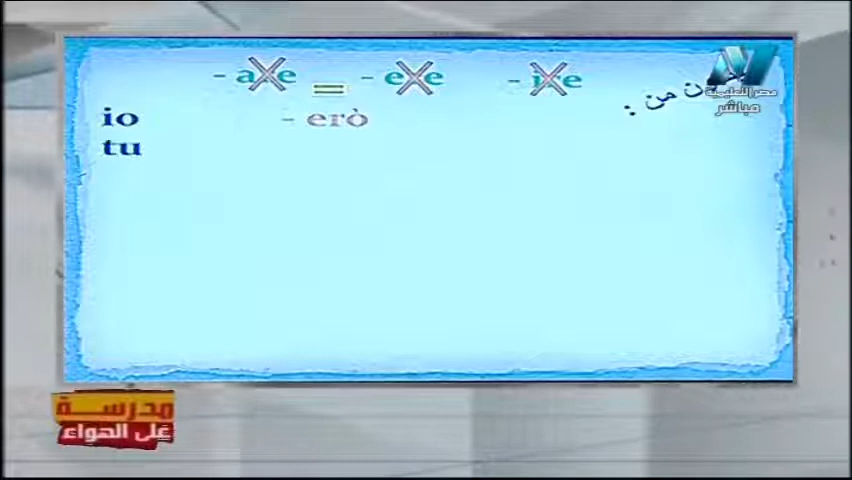 - are = - ere - ire
ن من :
io - erò
tu
مصر التعليمية
مباشر
مدرسة
على الهواء